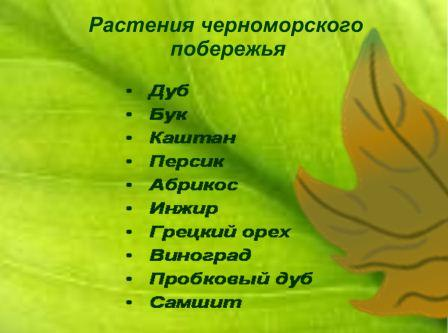 Растения черноморского
побережья
• Дуб
• Бук
• Каштан
• Персик
• Абрикос
• Инжир
• Грецкий орех
• Виноград
• Пробковый дуб
• Самшит